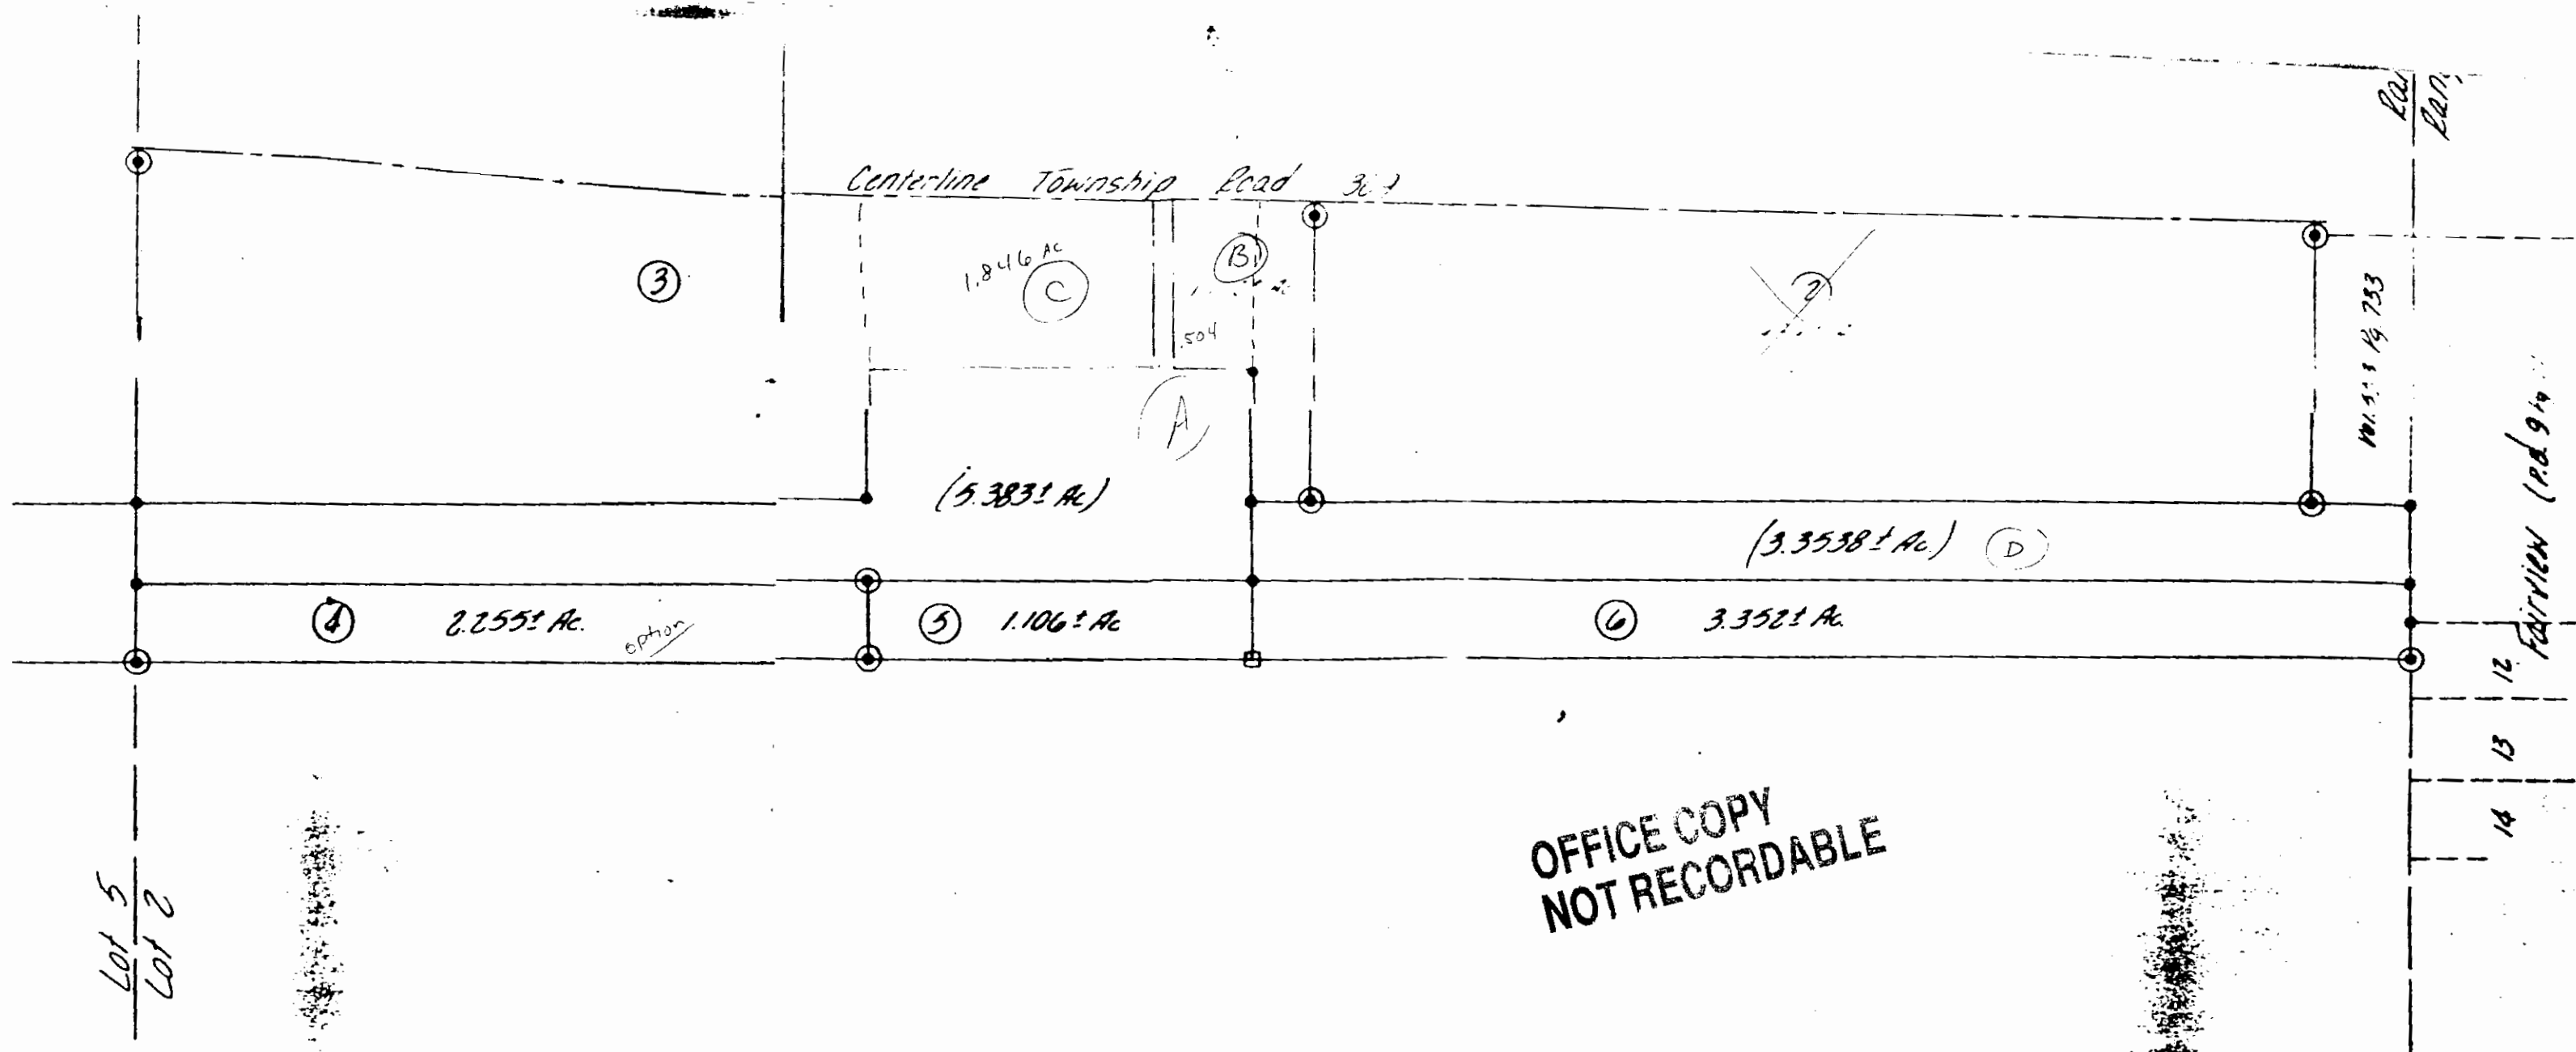 Centerline Township Road
3
1.846 AC
C
B
.504
2
A
(5.383± Ac)
(3.3538± Ac.)
D
4
2.255± Ac.
option
5
1.106± Ac
6
3.352± Ac.
Pg. 733
Fairview
12
13
14
Lot 5
Lot 2
OFFICE COPY
NOT RECORDABLE